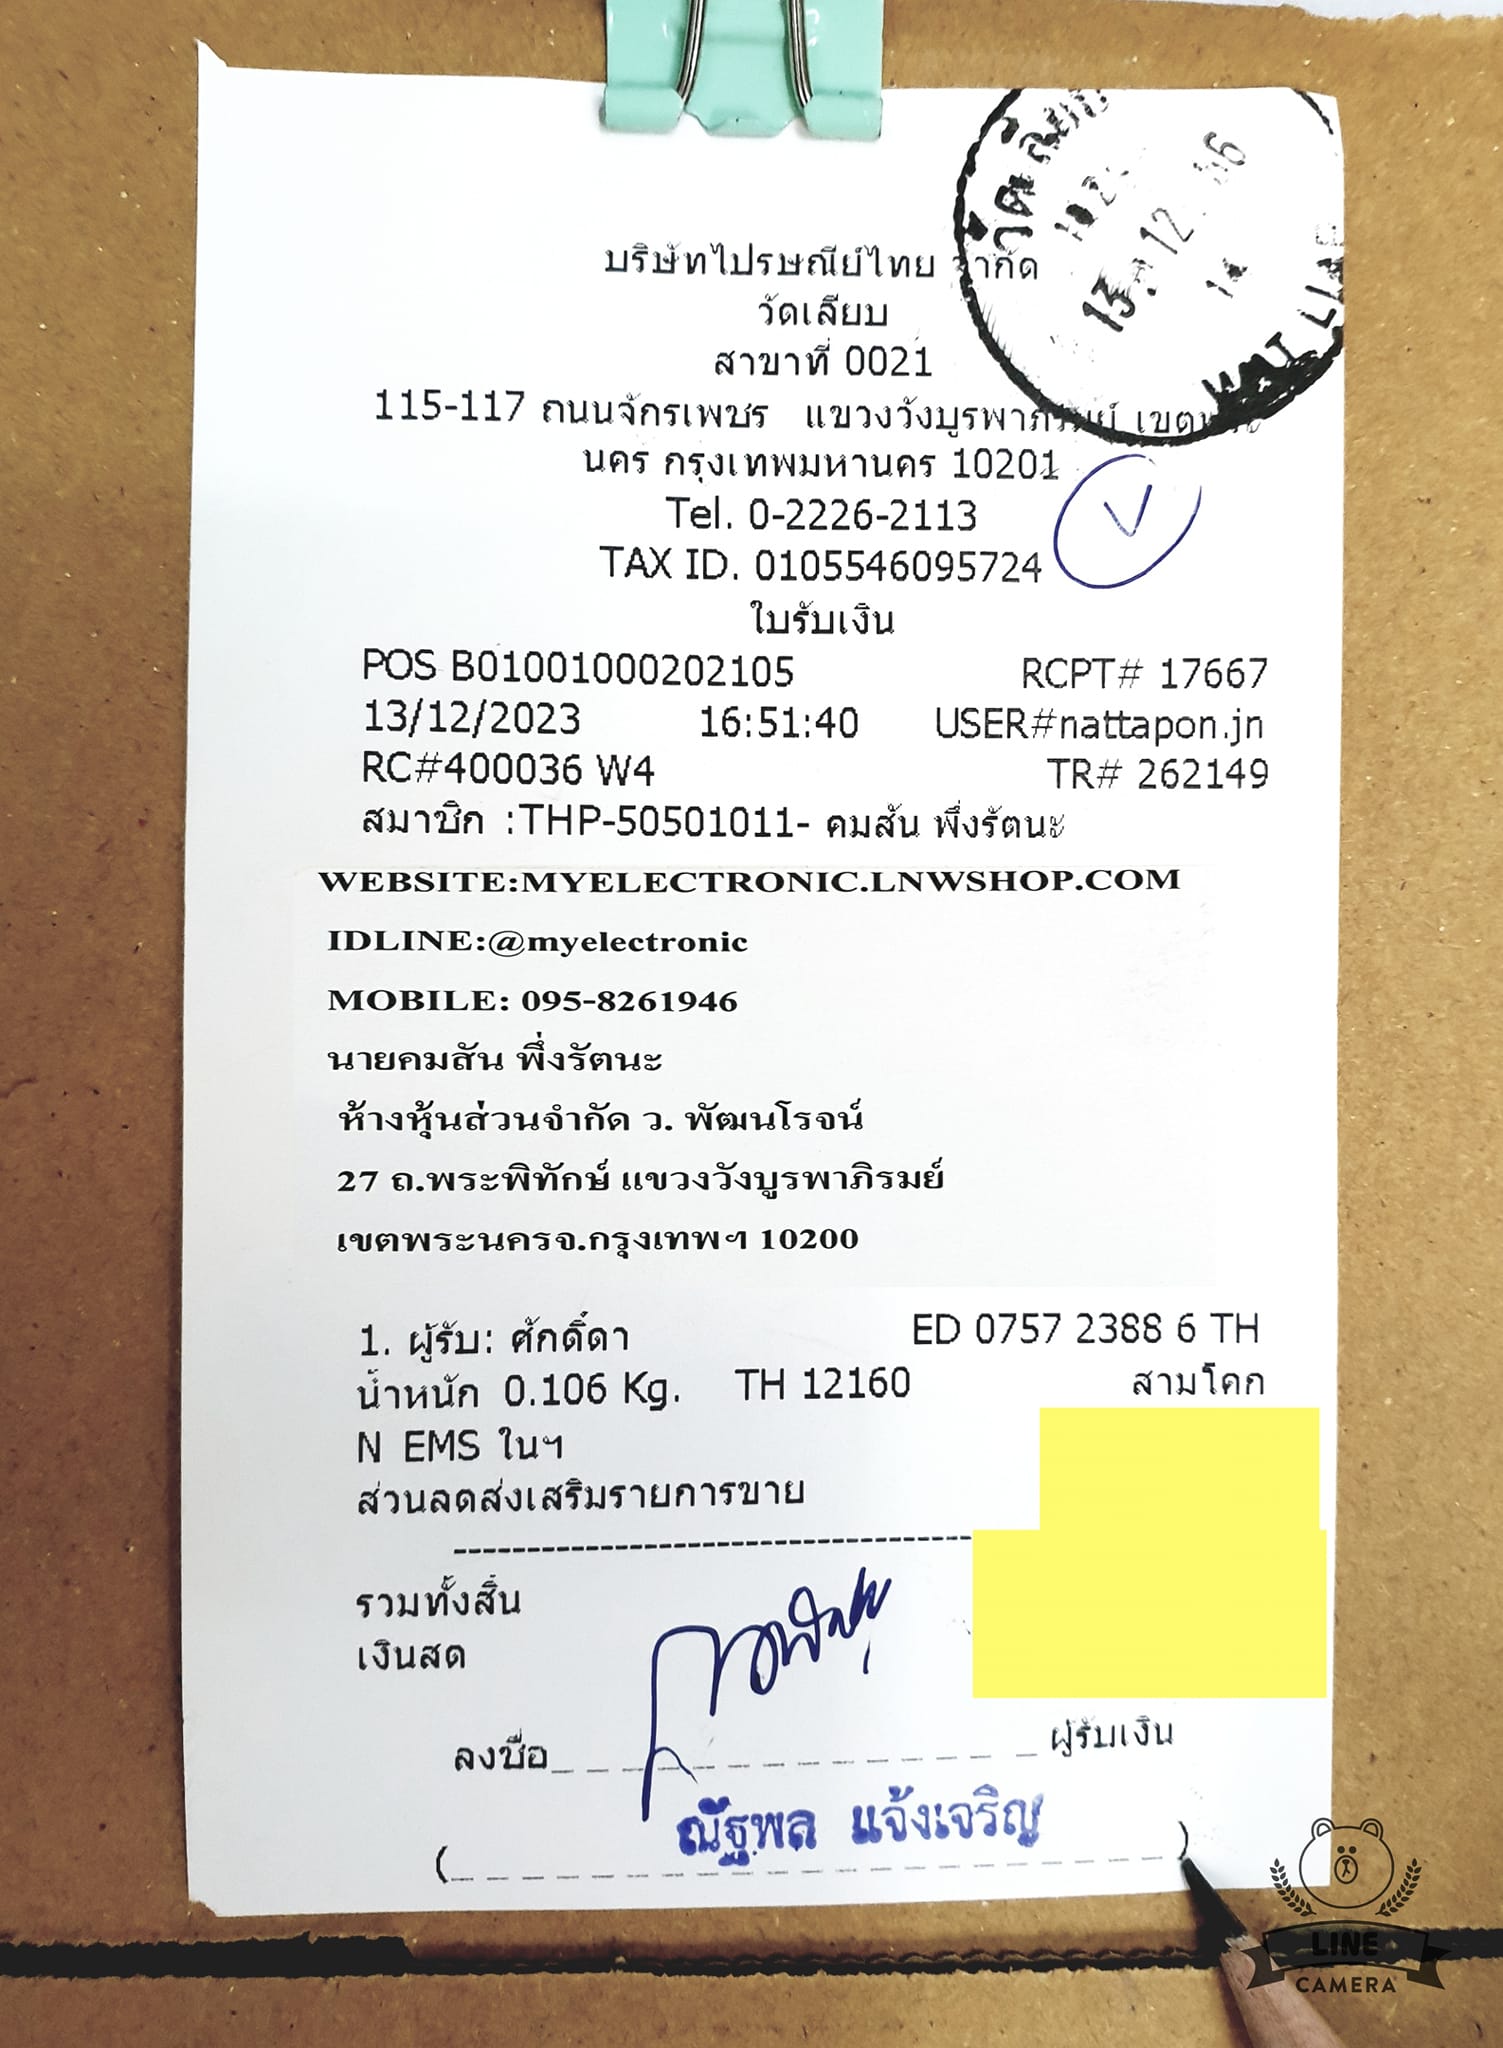 บริษัทไปรษณีย์ไทย จำกัด
วัดเลียบ
สาขาที่ 0021
115-117 ถนนจักรเพชร แขวงวังบูรพาภิรมย์ เขตพระ
นคร กรุงเทพมหานคร 10201
Tel. 0-2226-2113
TAX ID. 0105546095724
ใบรับเงิน
POS B01001000202105 RCPT# 17667
13/12/2023 16:51:40 USER#nattapon.jn
RC#400036 W4 TR# 262149
สมาชิก :THP-50501011- คมสัน พึ่งรัตนะ
WEBSITE:MYELECTRONIC.LNWSHOP.COM
IDLINE:@myelectronic
MOBILE: 095-8261946
นายคมสัน พึ่งรัตนะ
ห้างหุ้นส่วนจำกัด ว. พัฒนโรจน์
27 ถ.พระพิทักษ์ แขวงวังบูรพาภิรมย์
เขตพระนครจ.กรุงเทพฯ 10200
1. ผู้รับ: ศักดิ์ดา ED 0757 2388 6 TH
น้ำหนัก 0.106 Kg. TH 12160 สามโคก
N EMS ในฯ
ส่วนลดส่งเสริมรายการขาย
รวมทั้งสิ้น
เงินสด
ลงชื่อ ผู้รับเงิน
ณัฐพล แจ้งเจริญ
LINE
CAMERA